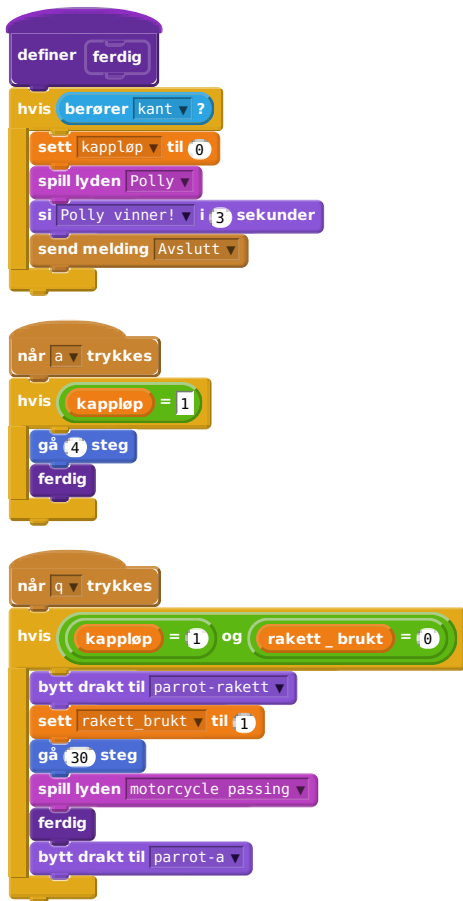 definer ferdig
hvis berører kant ?
sett kappløp til 0
spill lyden Polly
si Polly vinner! i 3 sekunder
send melding Avslutt
når a trykkes
hvis kappløp = 1
gå 4 steg
ferdig
når q trykkes
hvis kappløp = 1 og rakett_brukt = 0
bytt drakt til parrot-rakett
sett rakett_brukt til 1
gå 30 steg
spill lyden motorcycle passing
ferdig
bytt drakt til parrot-a